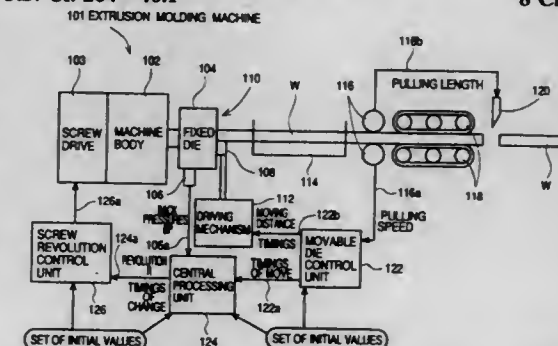 101 EXTRUSION MOLDING MACHINE
103
102
104
110
116
116b
PULLING LENGTH
120
W
SCREW DRIVE
MACHINE BODY
FIXED DIE
106
108
114
118
W
126a
112
116a
PULLING SPEED
BACK PRESSURES OF
106a
DRIVING MECHANISM
MOVING DISTANCE
122b
TIMINGS
SCREW REVOLUTION CONTROL UNIT
124a
REVOLUTION
TIMINGS OF CHANGE
CENTRAL PROCESSING UNIT
TIMINGS OF MOVE
122a
MOVABLE DIE CONTROL UNIT
122
126
124
SET OF INITIAL VALUES
SET OF INITIAL VALUES